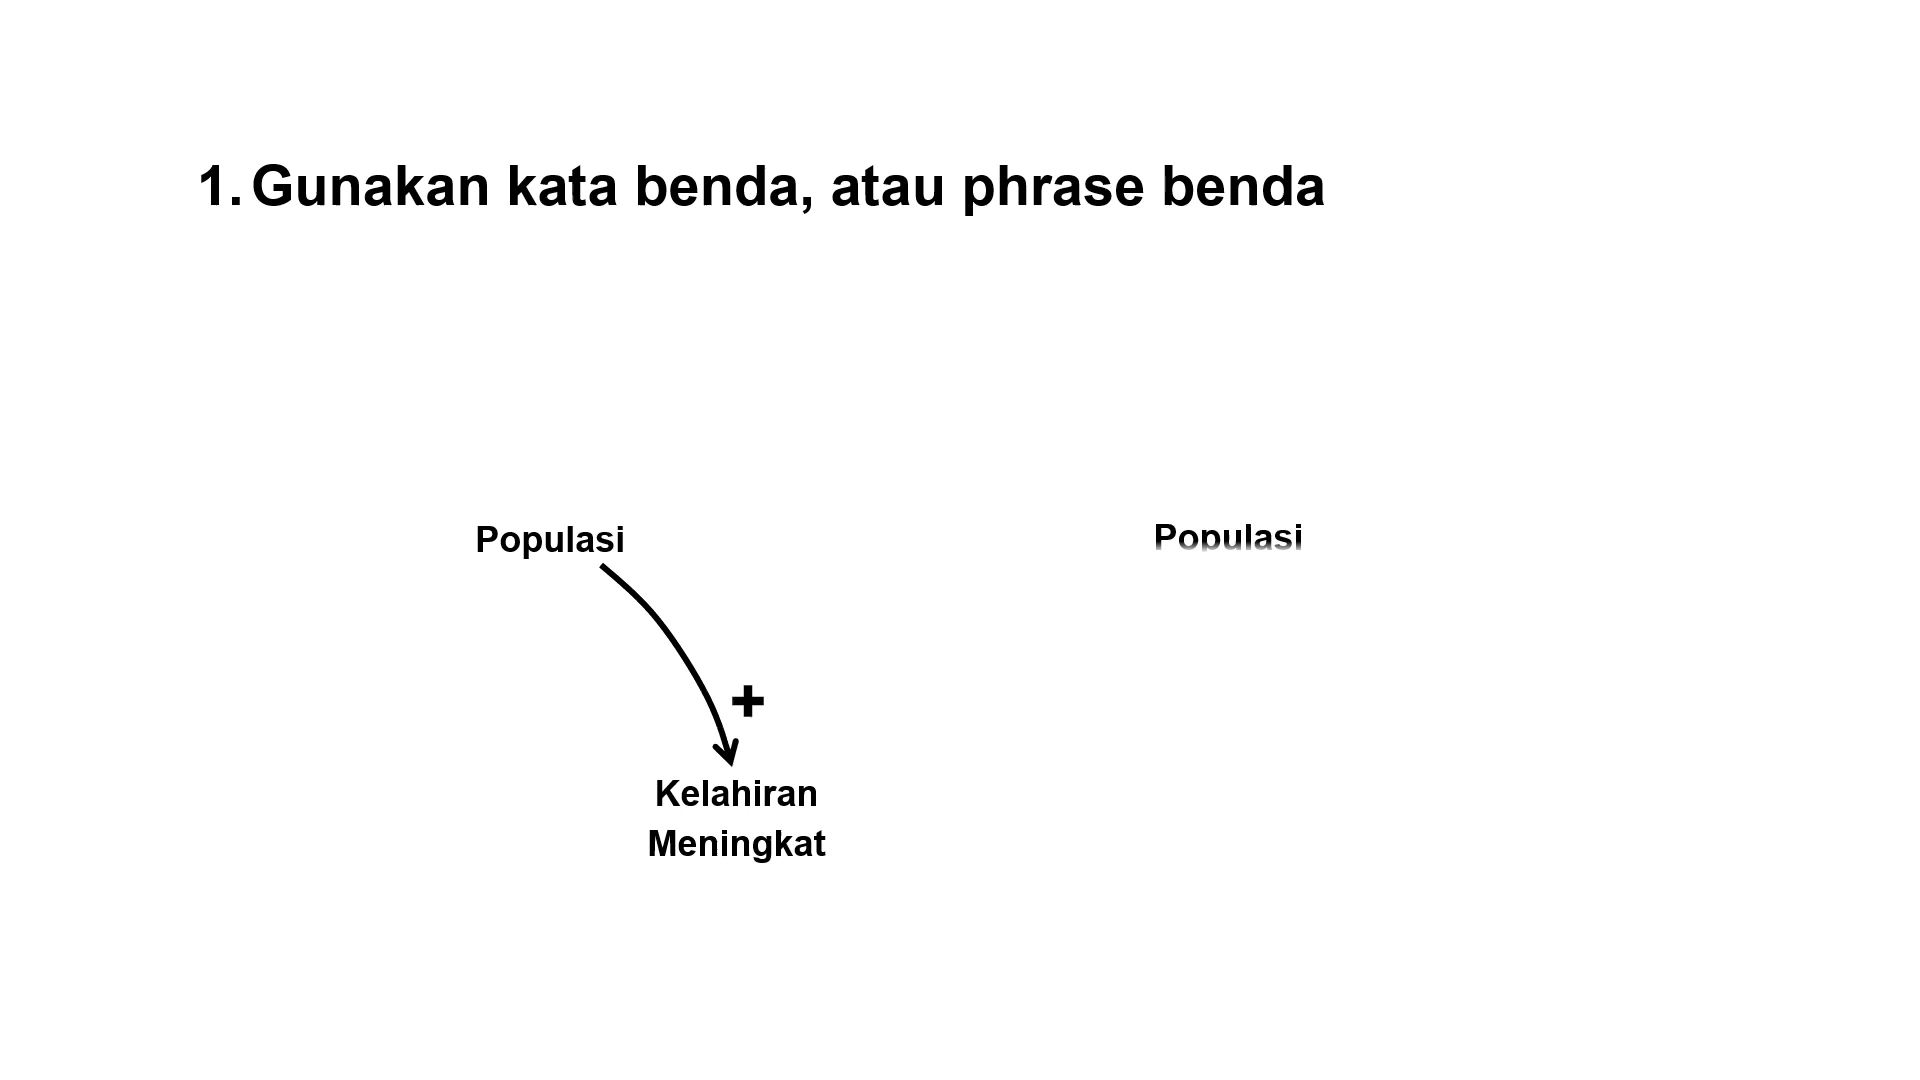 1. Gunakan kata benda, atau phrase benda
Populasi
Populasi
+
Kelahiran
Meningkat